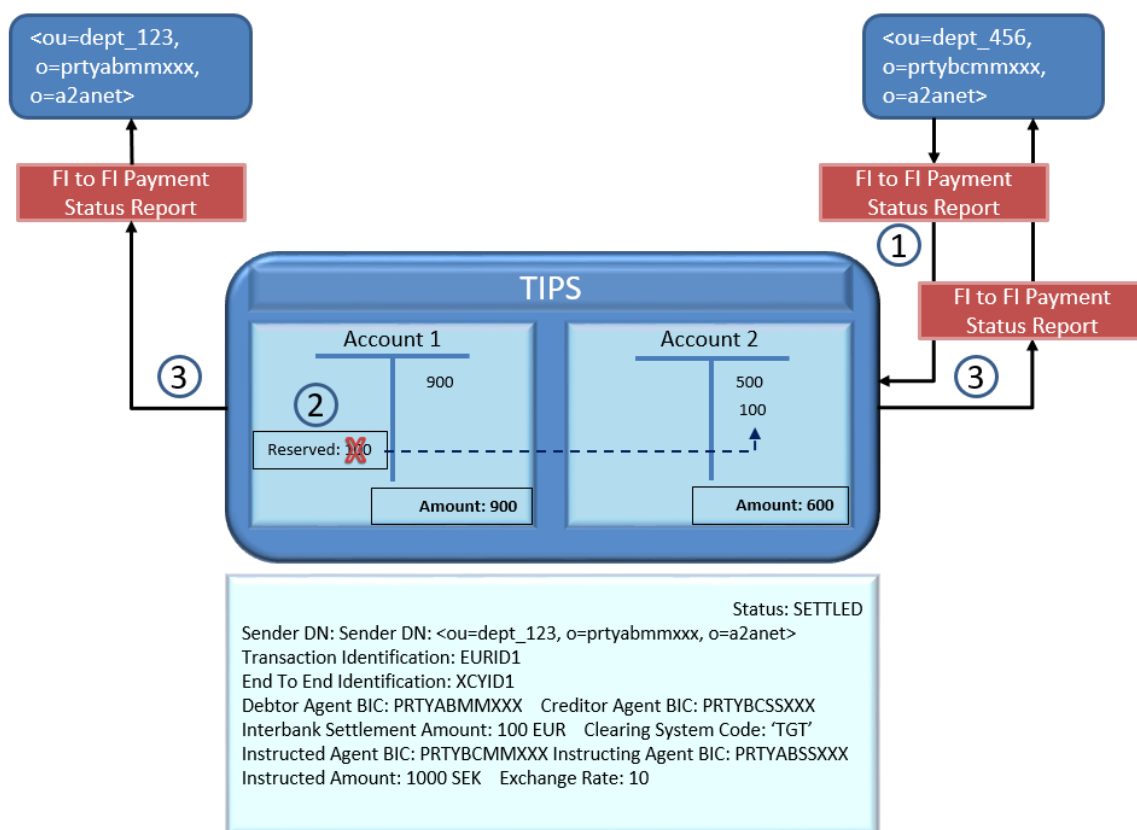 <ou=dept_123,
o=prtyabmmxxx,
o=a2anet>
<ou=dept_456,
o=prtybcmmxxx,
o=a2anet>
FI to FI Payment
Status Report
FI to FI Payment
Status Report
1
FI to FI Payment
Status Report
3
3
TIPS
Account 1
900
2
Reserved: 100
Amount: 900
Account 2
500
100
Amount: 600
Status: SETTLED
Sender DN: Sender DN: <ou=dept_123, o=prtyabmmxxx, o=a2anet>
Transaction Identification: EURID1
End To End Identification: XCYID1
Debtor Agent BIC: PRTYABMMXXX Creditor Agent BIC: PRTYBCSSXXX
Interbank Settlement Amount: 100 EUR Clearing System Code: ‘TGT’
Instructed Agent BIC: PRTYBCMMXXX Instructing Agent BIC: PRTYABSSXXX
Instructed Amount: 1000 SEK Exchange Rate: 10